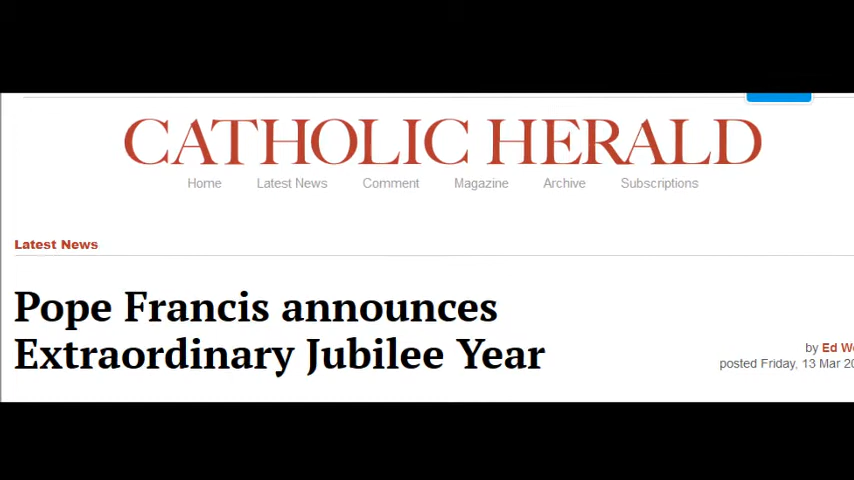 CATHOLIC HERALD
Home Latest News Comment Magazine Archive Subscriptions
Latest News
Pope Francis announces
Extraordinary Jubilee Year
by Ed
posted Friday, 13 Mar